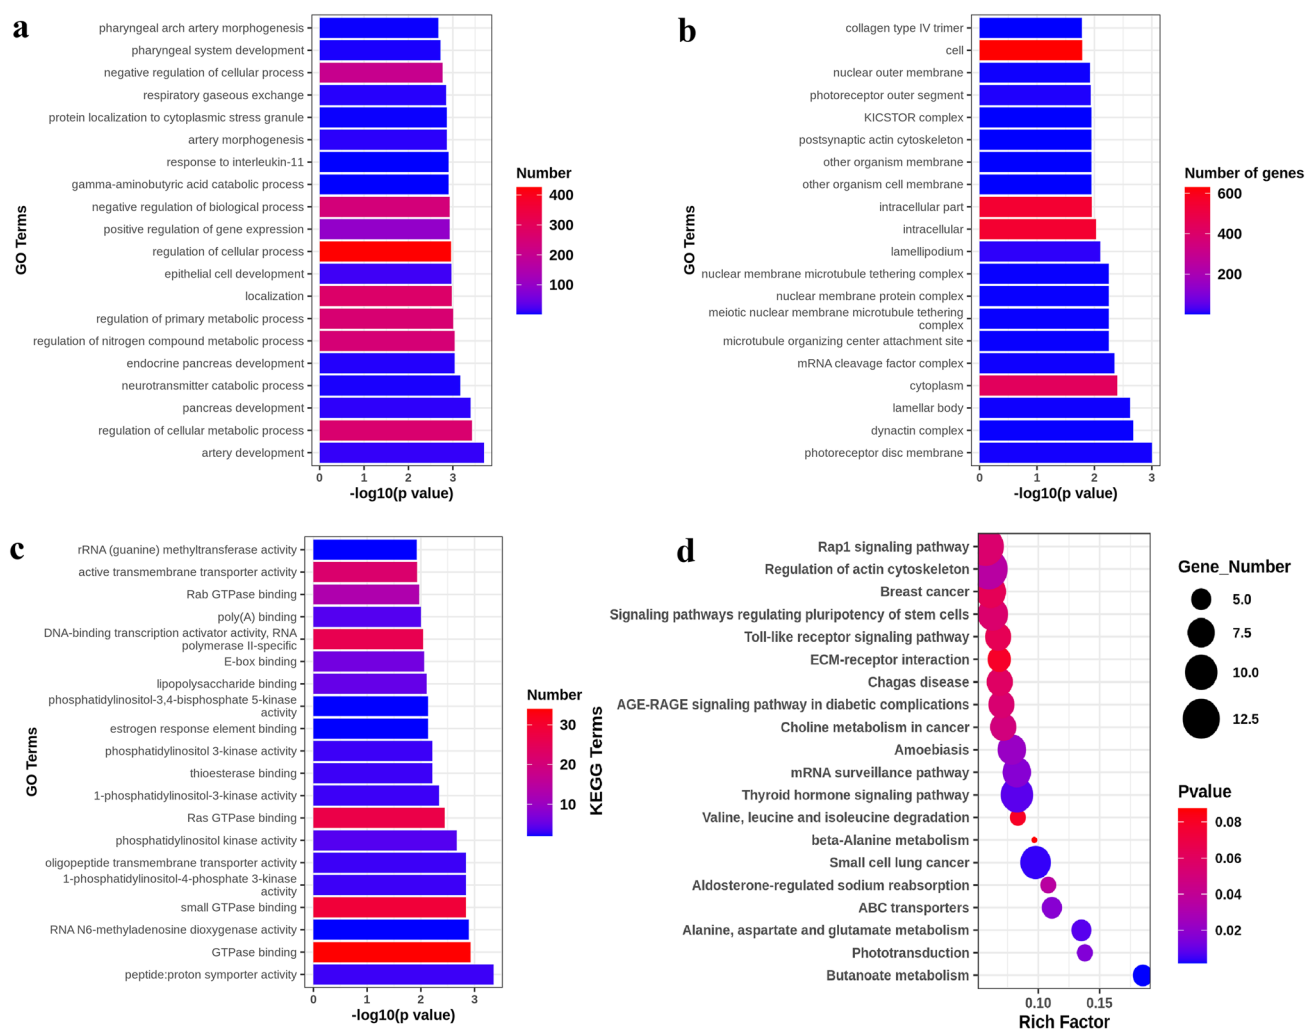 a
pharyngeal arch artery morphogenesis
pharyngeal system development
negative regulation of cellular process
respiratory gaseous exchange
protein localization to cytoplasmic stress granule
artery morphogenesis
response to interleukin-11
gamma-aminobutyric acid catabolic process
negative regulation of biological process
positive regulation of gene expression
regulation of cellular process
epithelial cell development
localization
regulation of primary metabolic process
regulation of nitrogen compound metabolic process
endocrine pancreas development
neurotransmitter catabolic process
pancreas development
regulation of cellular metabolic process
artery development
GO Terms
0 1 2 3
-log10(p value)
Number
400
300
200
100
b
collagen type IV trimer
cell
nuclear outer membrane
photoreceptor outer segment
KICSTOR complex
postsynaptic actin cytoskeleton
other organism membrane
other organism cell membrane
intracellular part
intracellular
lamellipodium
nuclear membrane microtubule tethering complex
nuclear membrane protein complex
meiotic nuclear membrane microtubule tethering
complex
microtubule organizing center attachment site
mRNA cleavage factor complex
cytoplasm
lamellar body
dynactin complex
photoreceptor disc membrane
GO Terms
0 1 2 3
-log10(p value)
Number of genes
600
400
200
c
rRNA (guanine) methyltransferase activity
active transmembrane transporter activity
Rab GTPase binding
poly(A) binding
DNA-binding transcription activator activity, RNA
polymerase II-specific
E-box binding
lipopolysaccharide binding
phosphatidylinositol-3,4-bisphosphate 5-kinase
activity
estrogen response element binding
phosphatidylinositol 3-kinase activity
thioesterase binding
1-phosphatidylinositol-3-kinase activity
Ras GTPase binding
phosphatidylinositol kinase activity
oligopeptide transmembrane transporter activity
1-phosphatidylinositol-4-phosphate 3-kinase
activity
small GTPase binding
RNA N6-methyladenosine dioxygenase activity
GTPase binding
peptide:proton symporter activity
GO Terms
0 1 2 3
-log10(p value)
Number
30
20
10
d
Rap1 signaling pathway
Regulation of actin cytoskeleton
Breast cancer
Signaling pathways regulating pluripotency of stem cells
Toll-like receptor signaling pathway
ECM-receptor interaction
Chagas disease
AGE-RAGE signaling pathway in diabetic complications
Choline metabolism in cancer
Amoebiasis
mRNA surveillance pathway
Thyroid hormone signaling pathway
Valine, leucine and isoleucine degradation
beta-Alanine metabolism
Small cell lung cancer
Aldosterone-regulated sodium reabsorption
ABC transporters
Alanine, aspartate and glutamate metabolism
Phototransduction
Butanoate metabolism
KEGG Terms
0.10 0.15
Rich Factor
Gene_Number
5.0
7.5
10.0
12.5
Pvalue
0.08
0.06
0.04
0.02